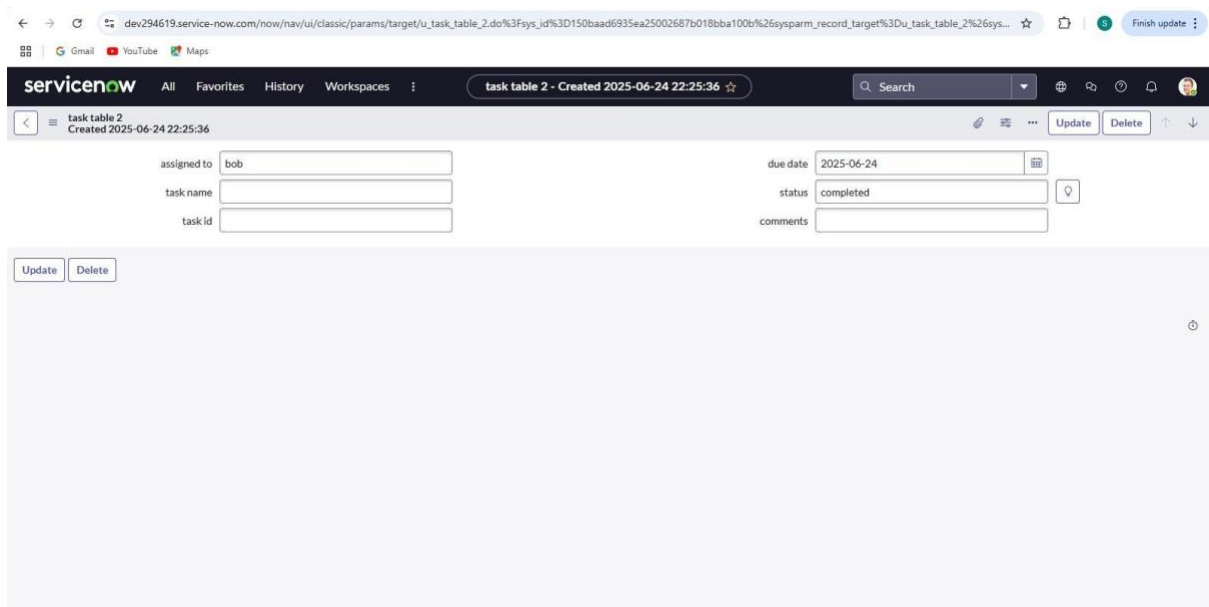 dev294619.service-now.com/now/nav/ui/classic/params/target/u_task_table_2.do%3Fsys_id%3D150baad6935ea25002687b018bba100b%26sysparm_record_target%3Du_task_table_2%26sys...
S
Finish update
Gmail YouTube Maps
servicenow All Favorites History Workspaces task table 2 - Created 2025-06-24 22:25:36 Search
task table 2
Created 2025-06-24 22:25:36
Update Delete
assigned to bob due date 2025-06-24
task name status completed
task id comments
Update Delete